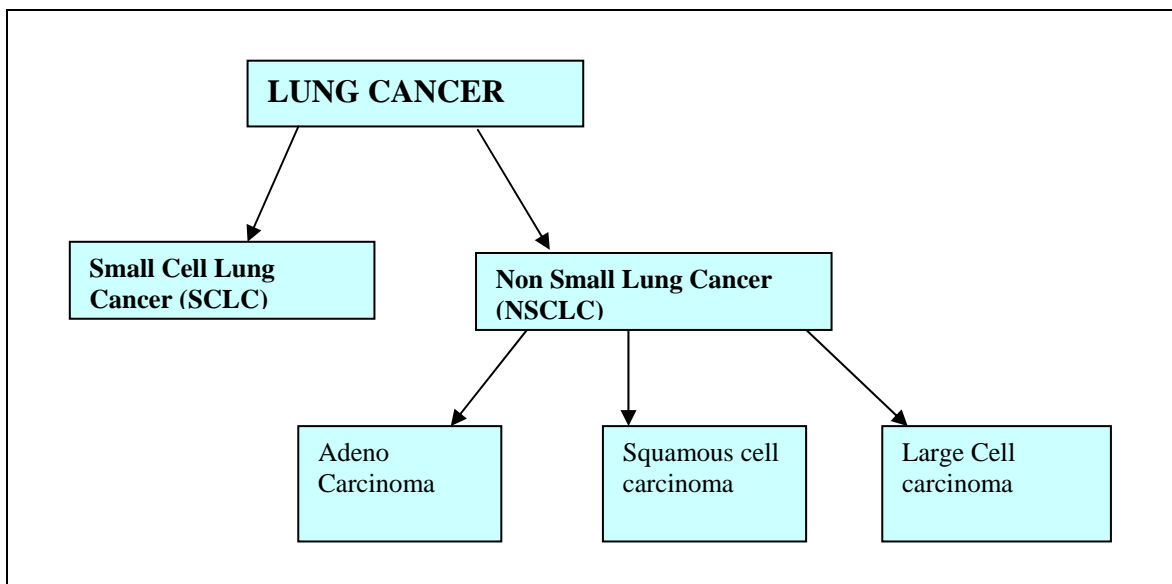 LUNG CANCER
Small Cell Lung
Cancer (SCLC)
Non Small Lung Cancer
(NSCLC)
Adeno
Carcinoma
Squamous cell
carcinoma
Large Cell
carcinoma